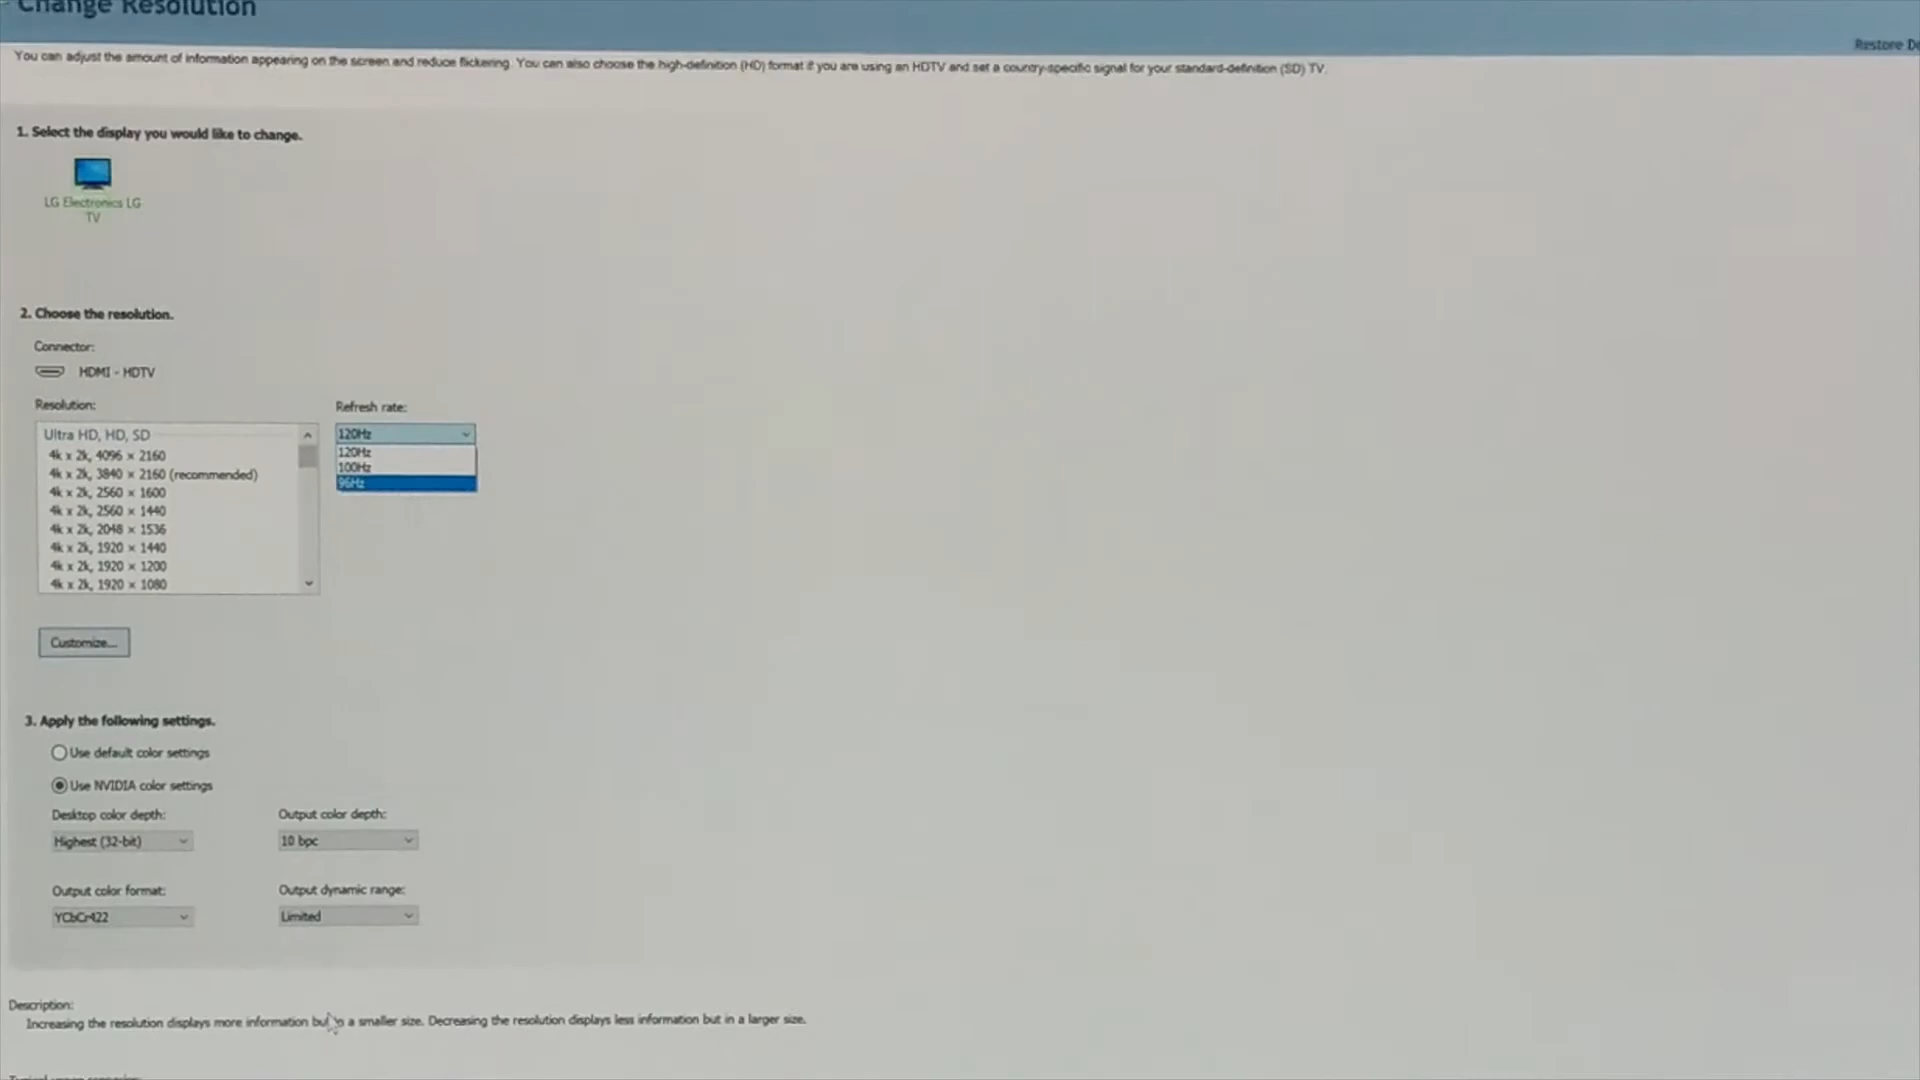 Change Resolution
Restore
You can adjust the amount of information appearing on the screen and reduce flickering. You can also choose the high-definition (HD) format if you are using an HDTV and set a country-specific signal for your standard-definition (SD) TV.
1. Select the display you would like to change.
LG Electronics LG
TV
2. Choose the resolution.
Connector:
HDMI - HDTV
Resolution:
Refresh rate:
Ultra HD, HD, SD
4k x 2k, 4096 × 2160
4k x 2k, 3840 × 2160 (recommended)
4k x 2k, 2560 × 1600
4k x 2k, 2560 × 1440
4k x 2k, 2048 × 1536
4k x 2k, 1920 × 1440
4k x 2k, 1920 × 1200
4k x 2k, 1920 × 1080
120Hz
120Hz
100Hz
96Hz
Customize...
3. Apply the following settings.
Use default color settings
Use NVIDIA color settings
Desktop color depth:
Output color depth:
Highest (32-bit)
10 bpc
Output color format:
Output dynamic range:
YCbCr422
Limited
Description:
Increasing the resolution displays more information but in a smaller size. Decreasing the resolution displays less information but in a larger size.